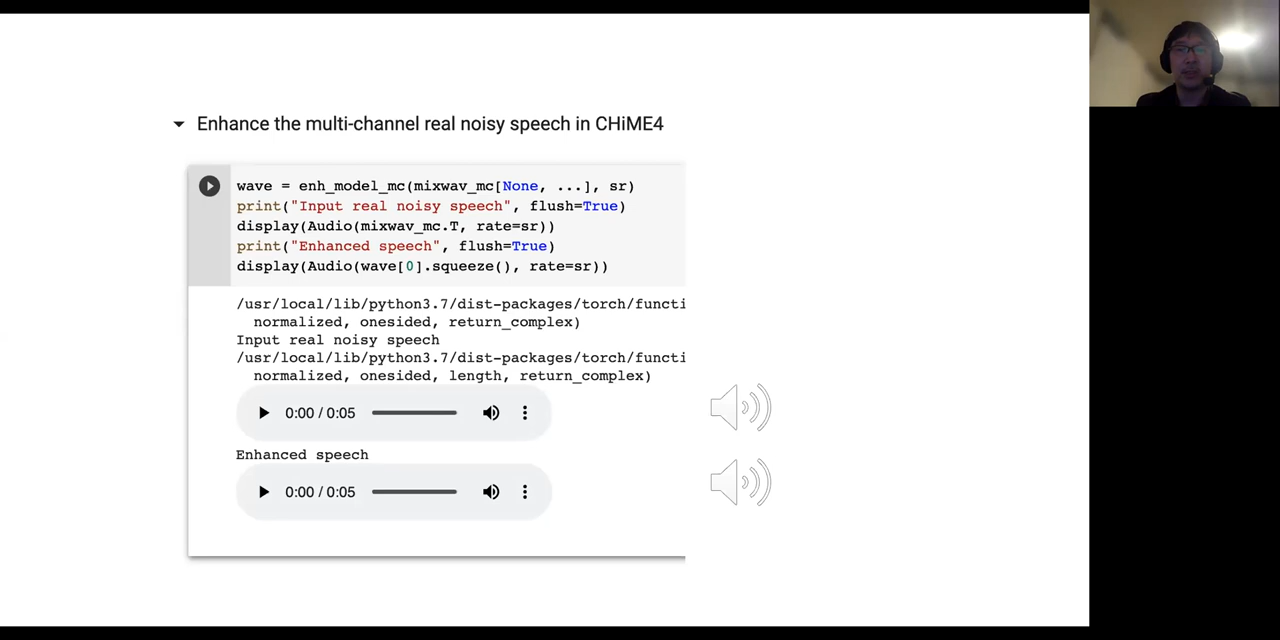 Enhance the multi-channel real noisy speech in CHiME4
wave = enh_model_mc(mixwav_mc[None, ...], sr)
print("Input real noisy speech", flush=True)
display(Audio(mixwav_mc.T, rate=sr))
print("Enhanced speech", flush=True)
display(Audio(wave[0].squeeze(), rate=sr))
/usr/local/lib/python3.7/dist-packages/torch/functi
normalized, onesided, return_complex)
Input real noisy speech
/usr/local/lib/python3.7/dist-packages/torch/functi
normalized, onesided, length, return_complex)
0:00 / 0:05
Enhanced speech
0:00 / 0:05